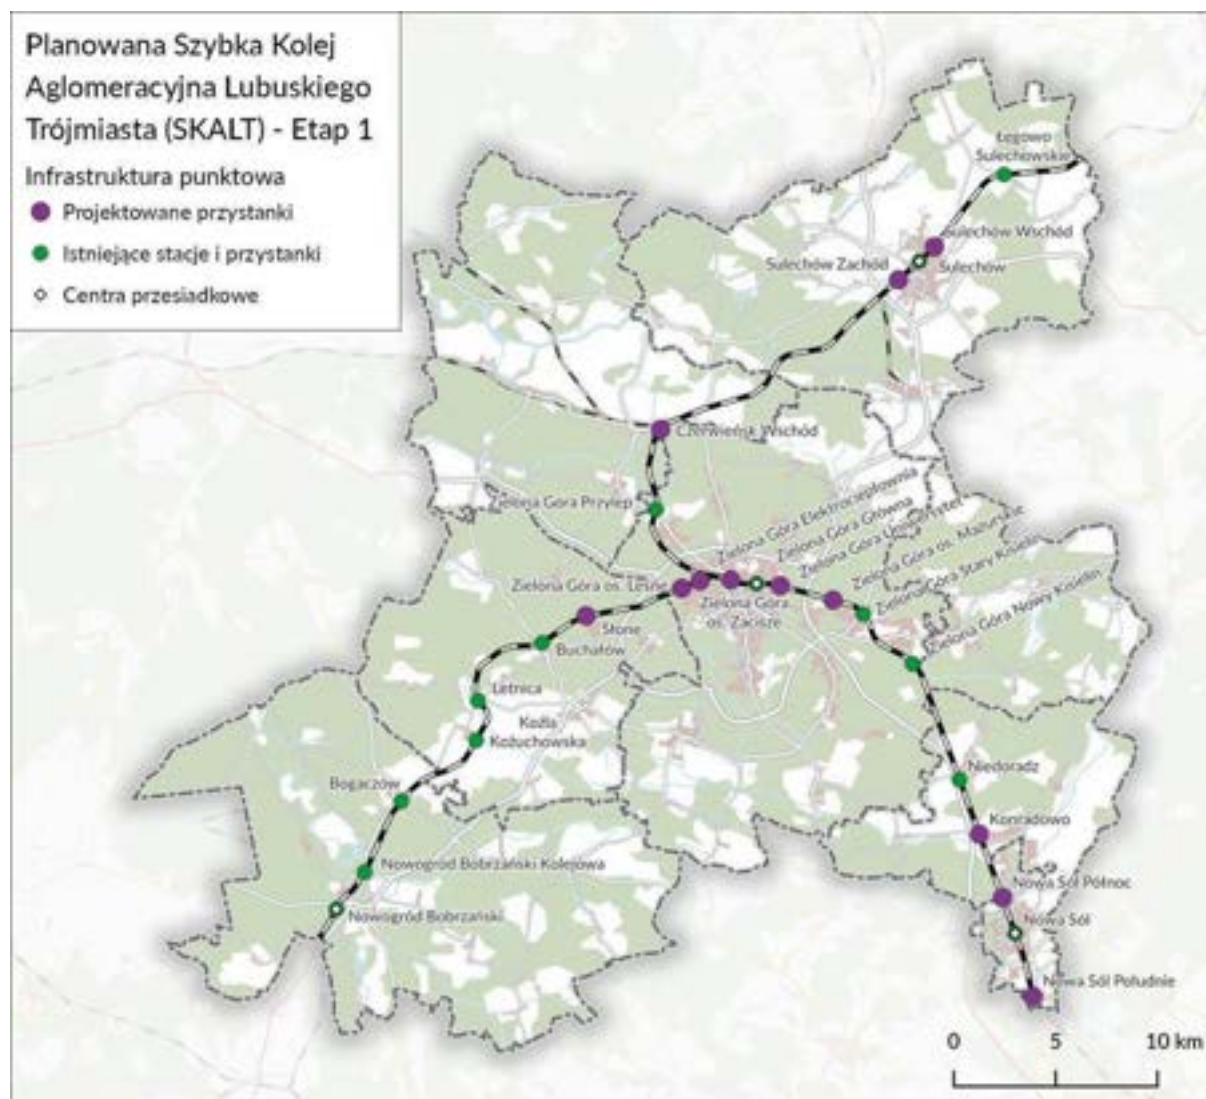 Planowana Szybka Kolej
Aglomeracyjna Lubuskiego
Trójmiasta (SKALT) - Etap 1
Infrastruktura punktowa
Projektowane przystanki
Istniejące stacje i przystanki
Centra przesiadkowe
Łęgowo
Sulechowskie
Sulechów Wschód
Sulechów Zachód
Sulechów
Czerwieńsk Wschód
Zielona Góra Przylep
Zielona Góra Elektrociepłownia
Zielona Góra Główna
Zielona Góra Uniwersytet
Zielona Góra os. Mazurskie
Zielona Góra Stary Kisielin
Zielona Góra Nowy Kisielin
Zielona Góra os. Leśne
Zielona Góra
os. Zacisze
Słone
Buchałów
Letnica
Koźla
Kożuchowska
Bogaczów
Nowogród Bobrzański Kolejowa
Nowogród Bobrzański
Niedoradz
Konradowo
Nowa Sól Północ
Nowa Sól
Nowa Sól Południe
0 5 10 km